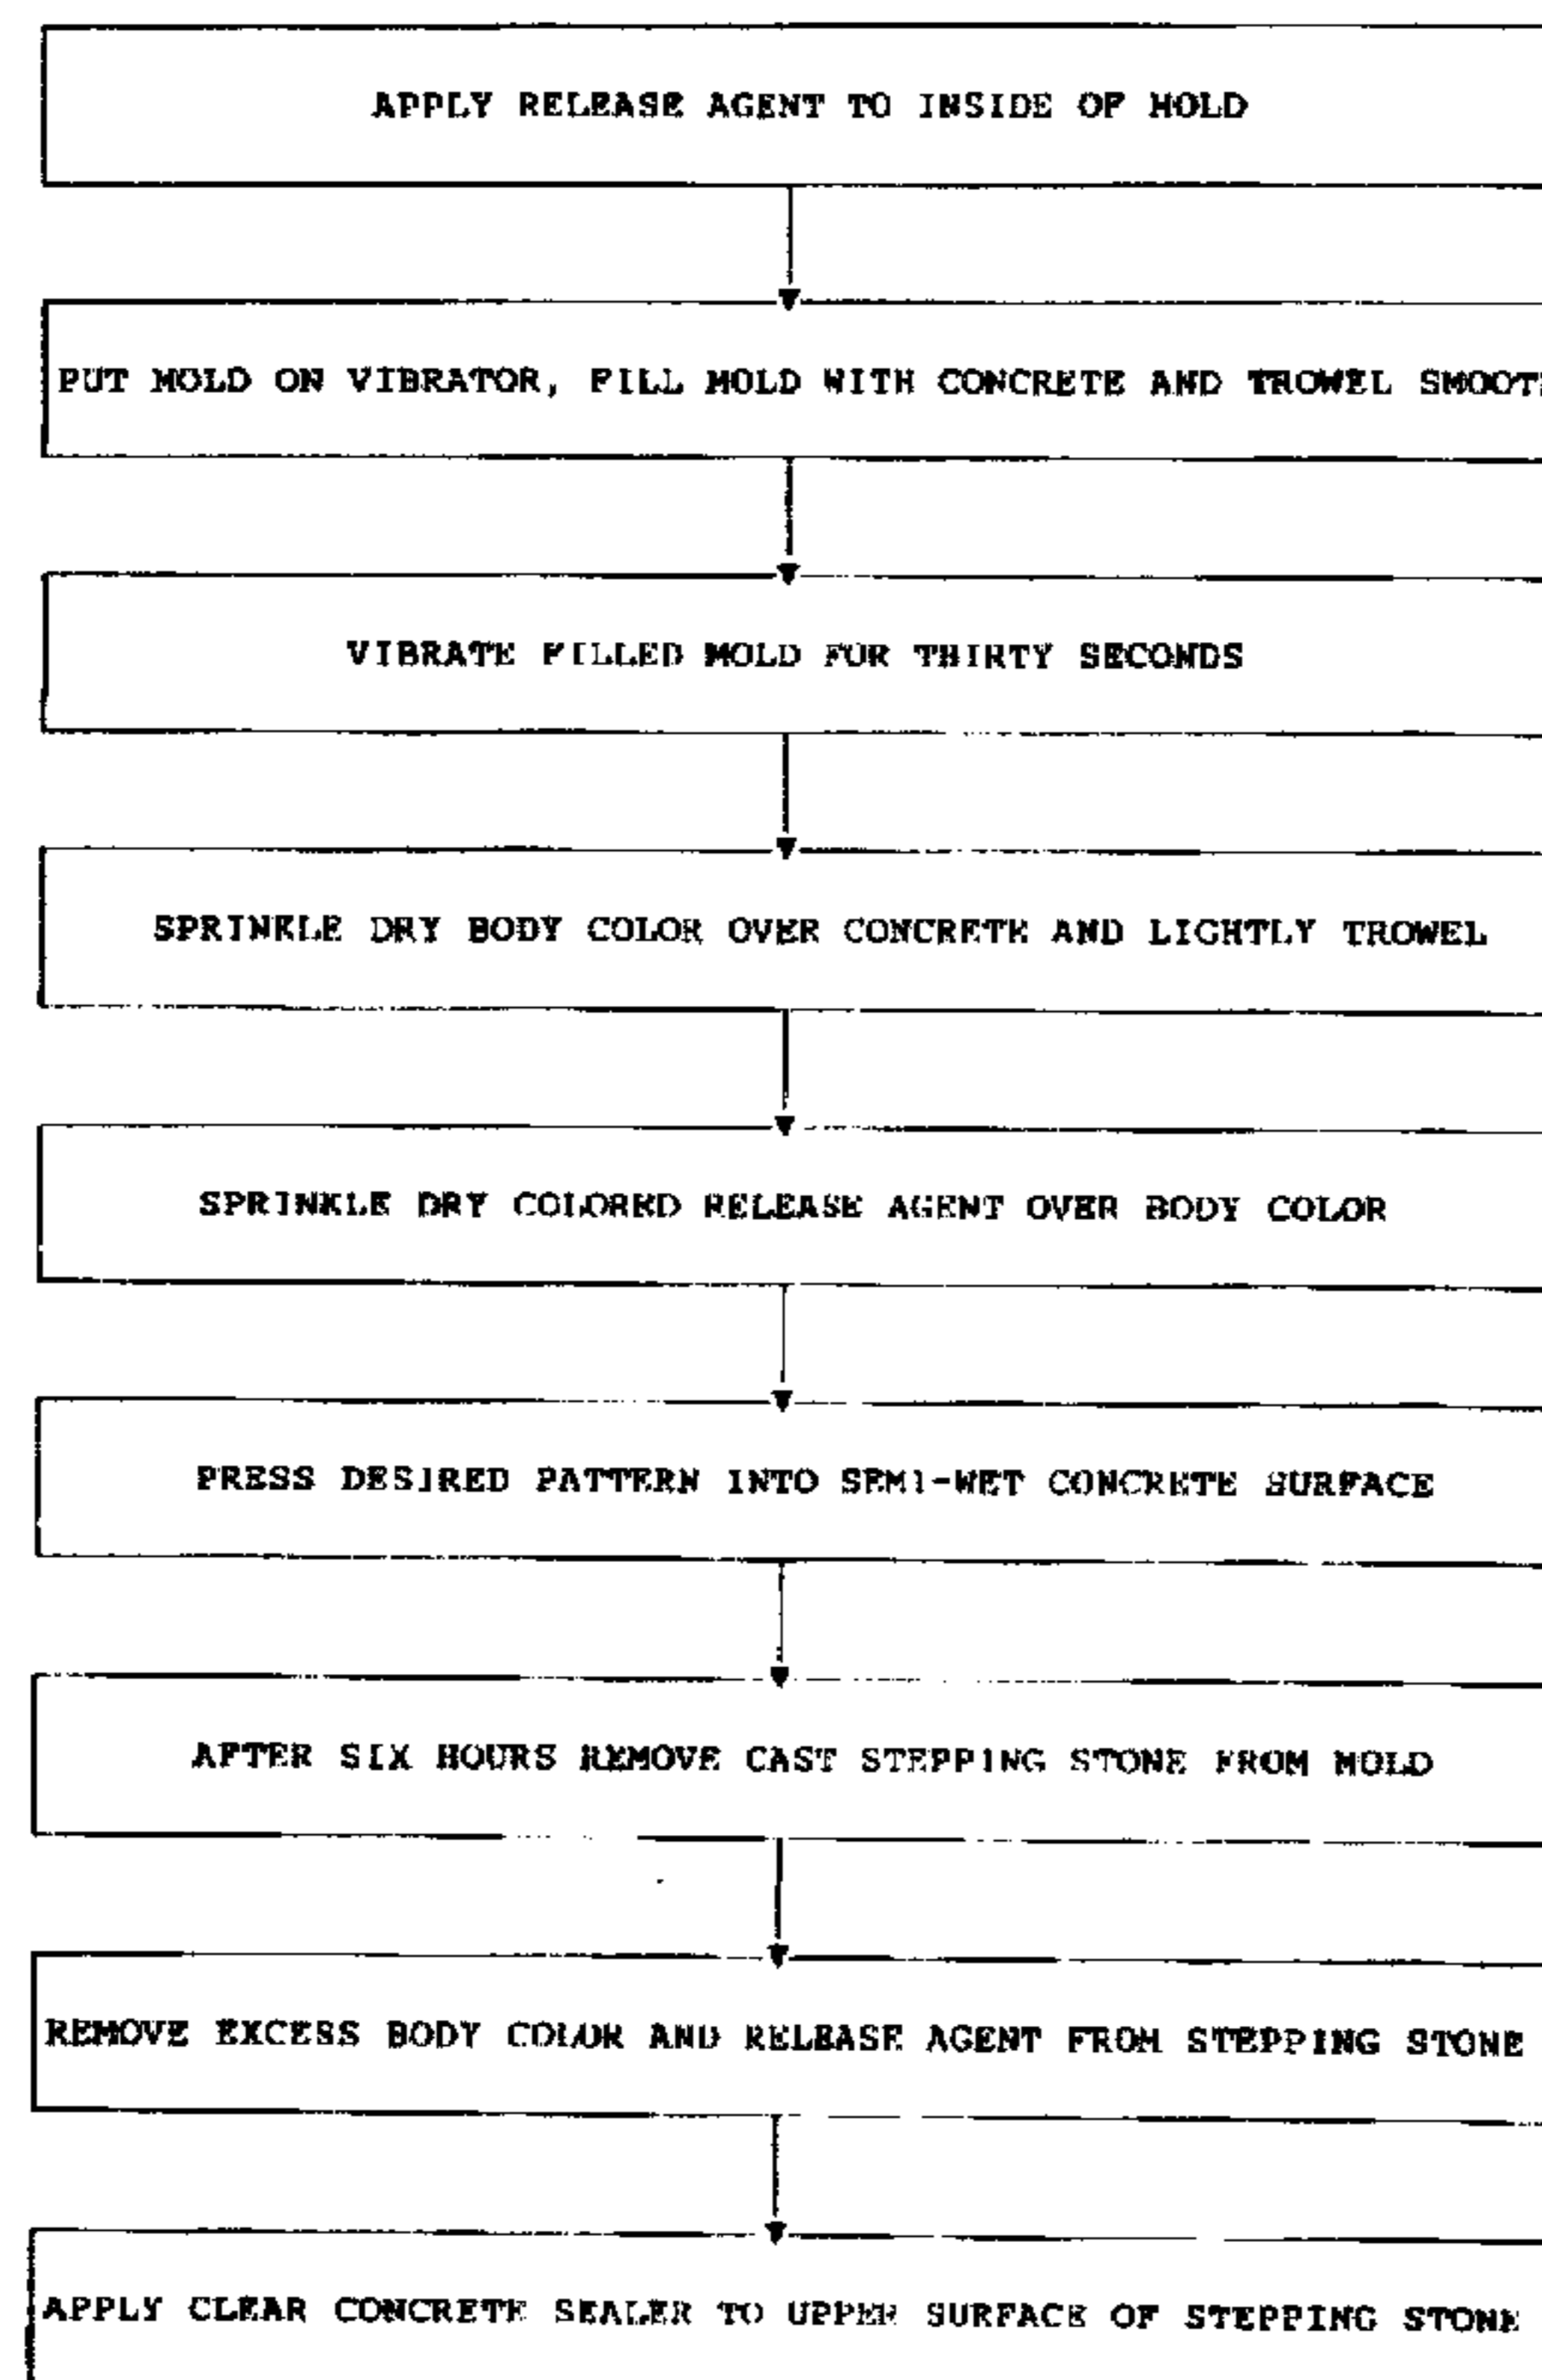 APPLY RELEASE AGENT TO INSIDE OF MOLD
PUT MOLD ON VIBRATOR, FILL MOLD WITH CONCRETE AND TROWEL SMOOTH
VIBRATE FILLED MOLD FOR THIRTY SECONDS
SPRINKLE DRY BODY COLOR OVER CONCRETE AND LIGHTLY TROWEL
SPRINKLE DRY COLORED RELEASE AGENT OVER BODY COLOR
PRESS DESIRED PATTERN INTO SEMI-WET CONCRETE SURFACE
AFTER SIX HOURS REMOVE CAST STEPPING STONE FROM MOLD
REMOVE EXCESS BODY COLOR AND RELEASE AGENT FROM STEPPING STONE
APPLY CLEAR CONCRETE SEALER TO UPPER SURFACE OF STEPPING STONE